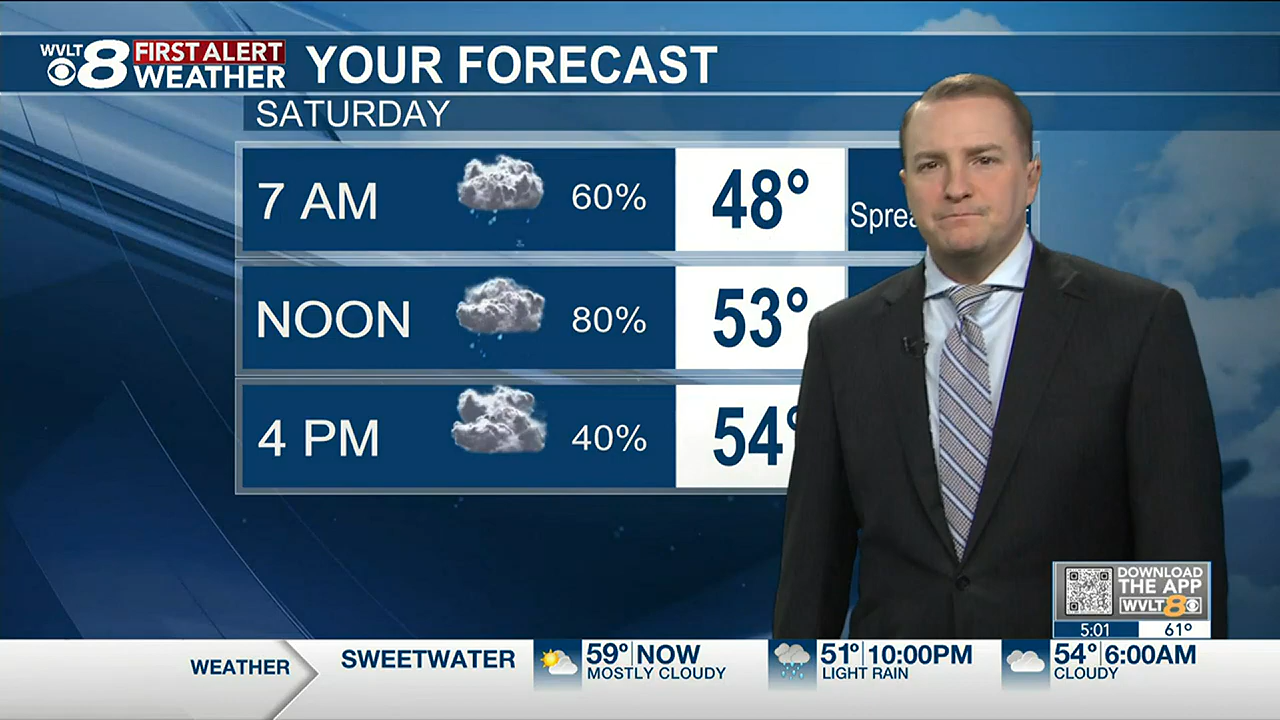 WVLT 8 FIRST ALERT WEATHER
YOUR FORECAST
SATURDAY
7 AM 60% 48°
NOON 80% 53°
4 PM 40% 54°
DOWNLOAD
THE APP
WVLT 8
5:01 61°
WEATHER
SWEETWATER
59° NOW
MOSTLY CLOUDY
51° 10:00PM
LIGHT RAIN
54° 6:00AM
CLOUDY